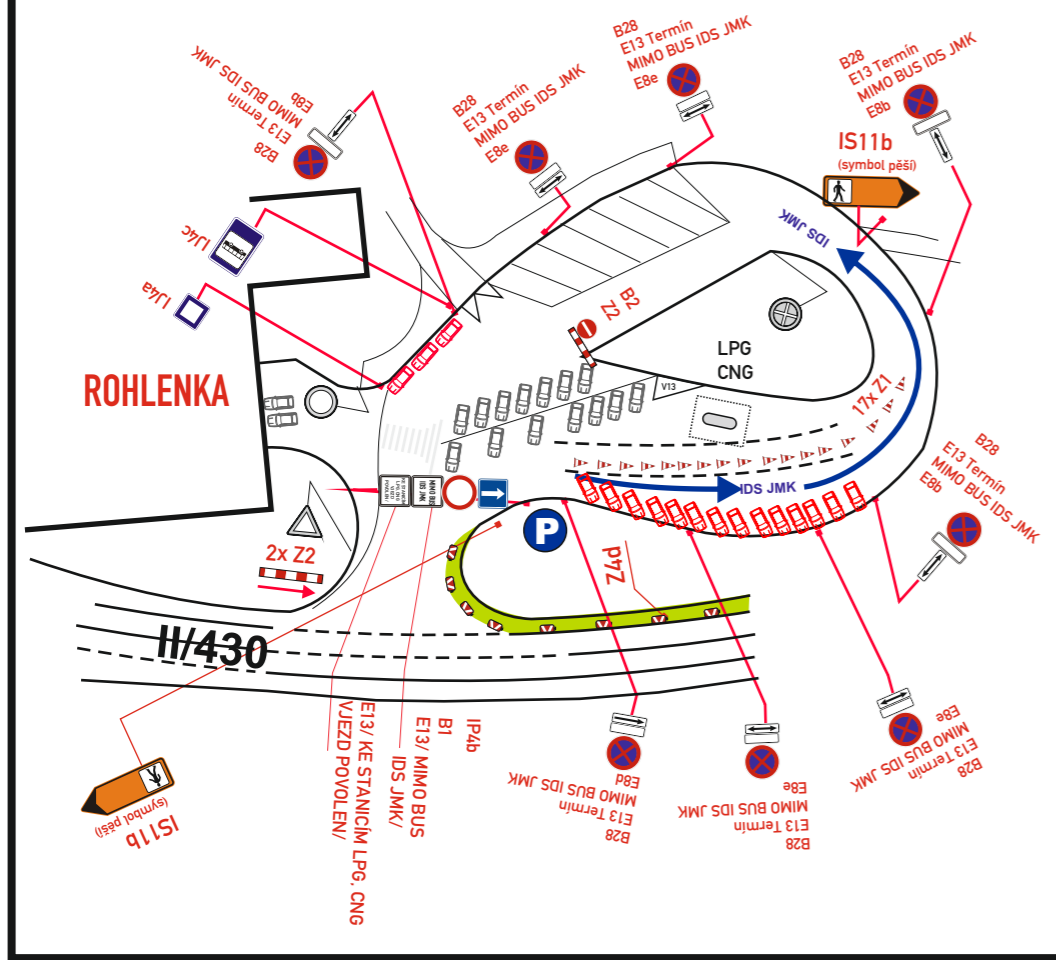 B28
E13 Termín
MIMO BUS IDS JMK
E8b
B28
E13 Termín
MIMO BUS IDS JMK
E8e
B28
E13 Termín
MIMO BUS IDS JMK
E8e
B28
E13 Termín
MIMO BUS IDS JMK
E8b
IS11b
(symbol pěší)
IJ4c
IJ4a
IDS JMK
B2
Z2
ROHLENKA
LPG
CNG
V13
17x Z1
B28
E13 Termín
MIMO BUS IDS JMK
E8b
MIMO BUS
IDS JMK
IDS JMK
P
2x Z2
Z4d
II/430
IP4b
B1
E13/ MIMO BUS
IDS JMK/
E13/ KE STANICÍM LPG, CNG
VJEZD POVOLEN/
B28
E13 Termín
MIMO BUS IDS JMK
E8d
B28
E13 Termín
MIMO BUS IDS JMK
E8e
B28
E13 Termín
MIMO BUS IDS JMK
E8e
IS11b
(symbol pěší)